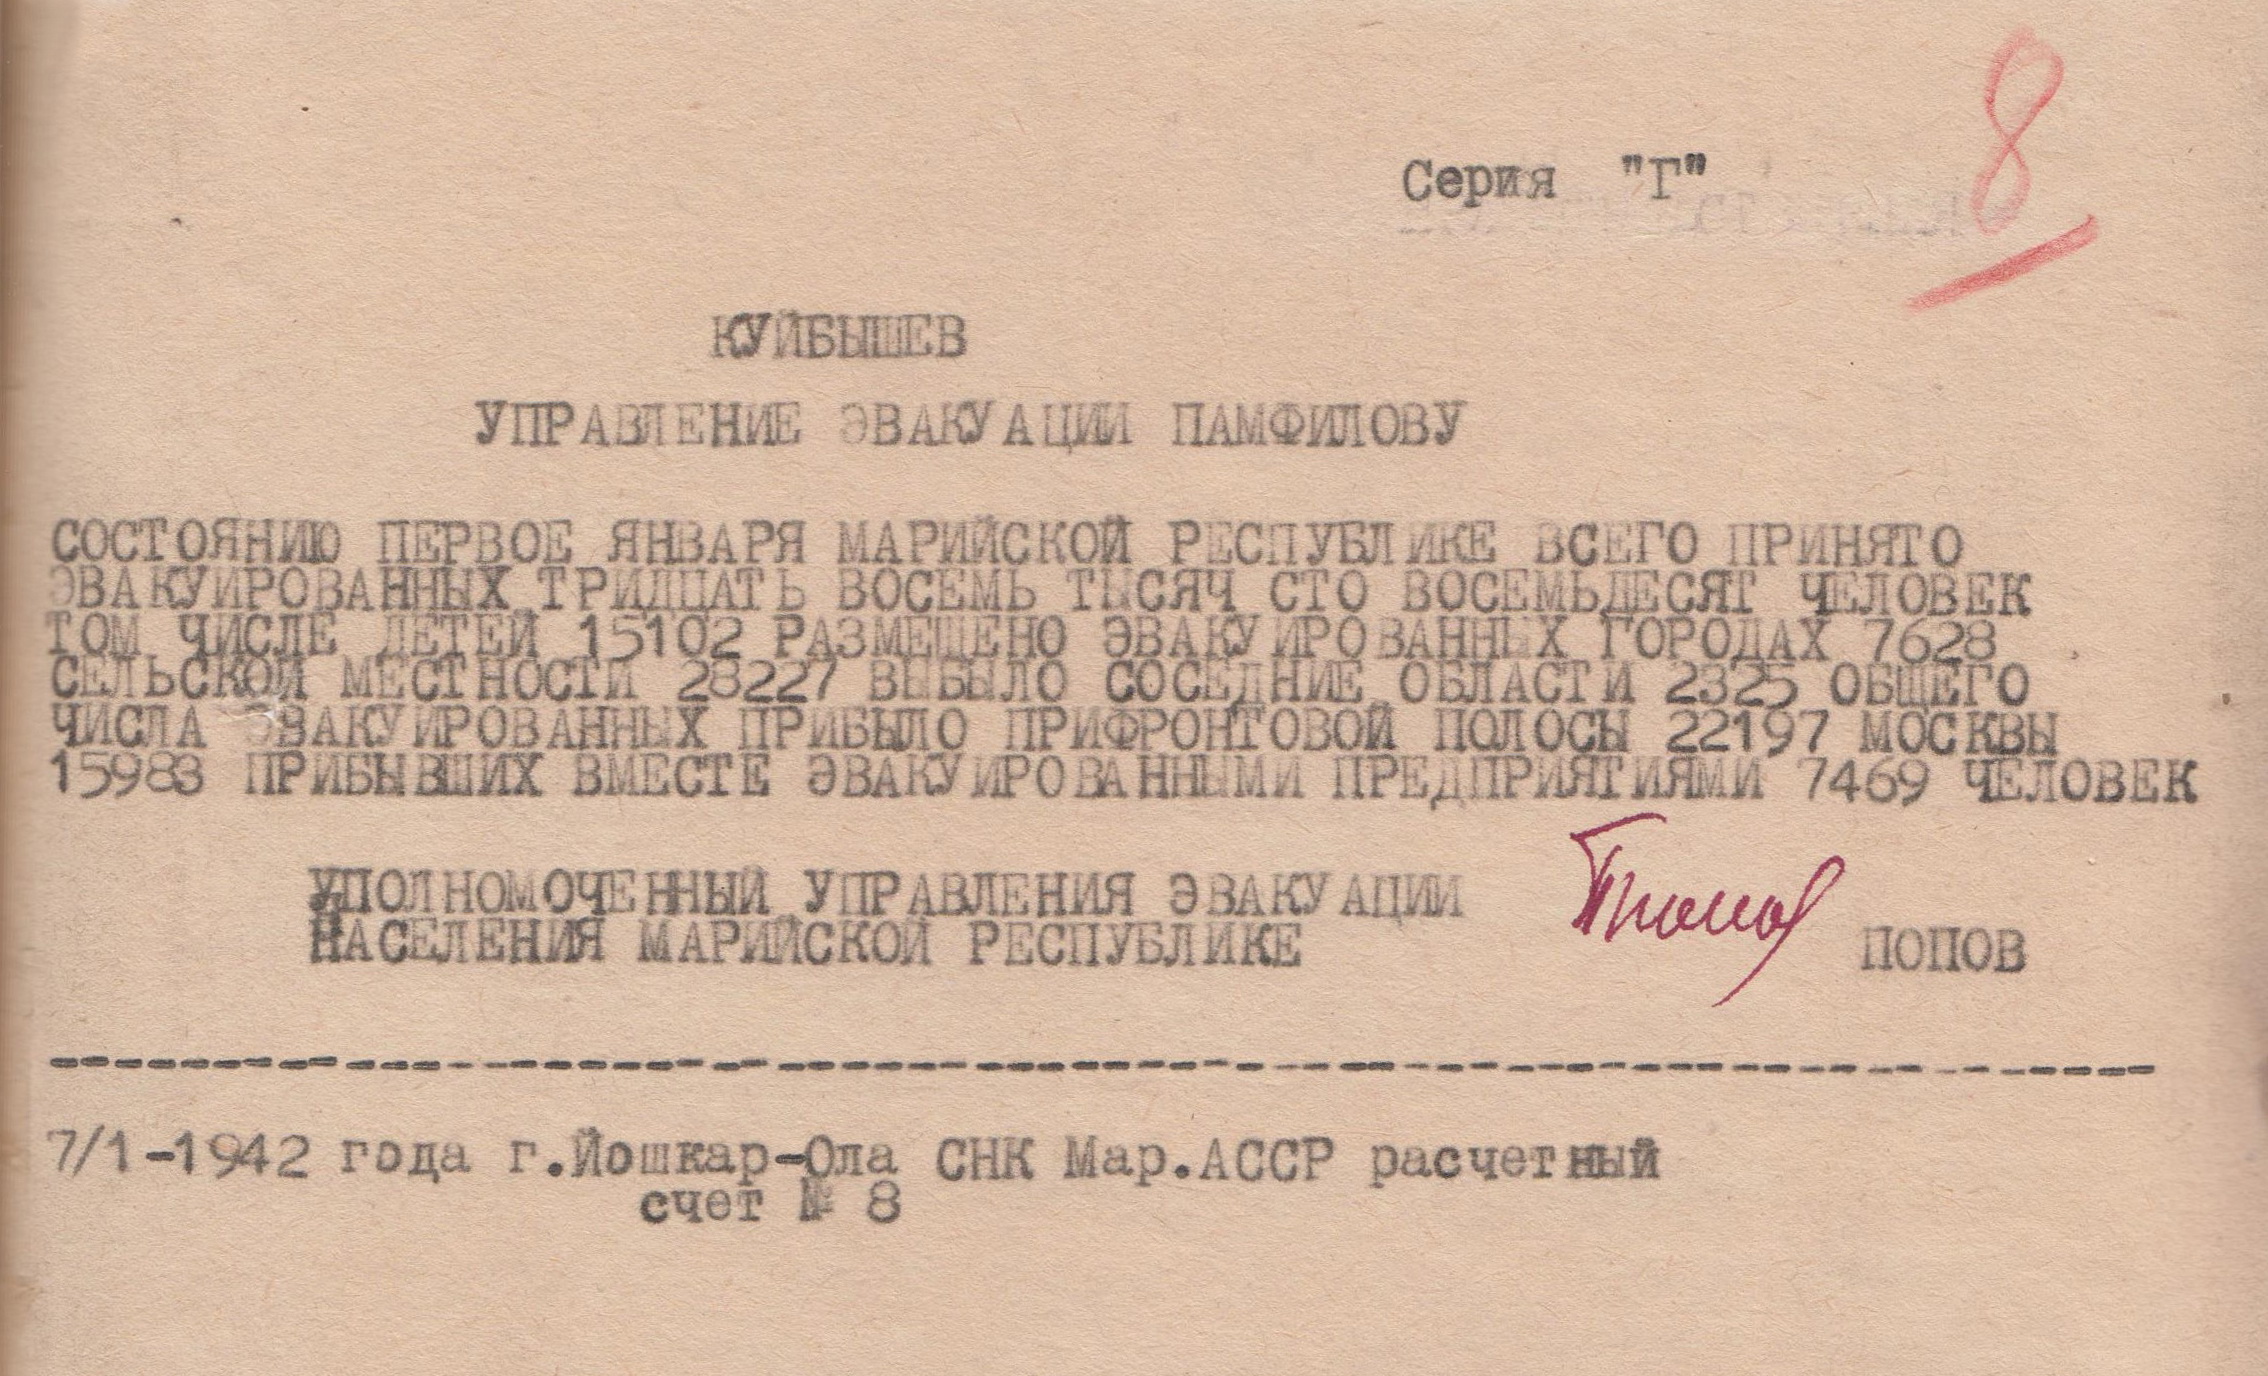 8
Серия "Г"
КУЙБЫШЕВ
УПРАВЛЕНИЕ ЭВАКУАЦИИ ПАМФИЛОВУ
СОСТОЯНИЮ ПЕРВОЕ ЯНВАРЯ МАРИЙСКОЙ РЕСПУБЛИКЕ ВСЕГО ПРИНЯТО
ЭВАКУИРОВАННЫХ ТРИДЦАТЬ ВОСЕМЬ ТЫСЯЧ СТО ВОСЕМЬДЕСЯТ ЧЕЛОВЕК
ТОМ ЧИСЛЕ ДЕТЕЙ 15102 РАЗМЕЩЕНО ЭВАКУИРОВАННЫХ ГОРОДАХ 7628
СЕЛЬСКОЙ МЕСТНОСТИ 28227 ВЫБЫЛО СОСЕДНИЕ ОБЛАСТИ 2325 ОБЩЕГО
ЧИСЛА ЭВАКУИРОВАННЫХ ПРИБЫЛО ПРИФРОНТОВОЙ ПОЛОСЫ 22197 МОСКВЫ
15983 ПРИБЫВШИХ ВМЕСТЕ ЭВАКУИРОВАННЫМИ ПРЕДПРИЯТИЯМИ 7469 ЧЕЛОВЕК
УПОЛНОМОЧЕННЫЙ УПРАВЛЕНИЯ ЭВАКУАЦИИ
НАСЕЛЕНИЯ МАРИЙСКОЙ РЕСПУБЛИКЕ Попов ПОПОВ
7/1-1942 года г.Йошкар-Ола СНК Мар.АССР расчетный
счет № 8